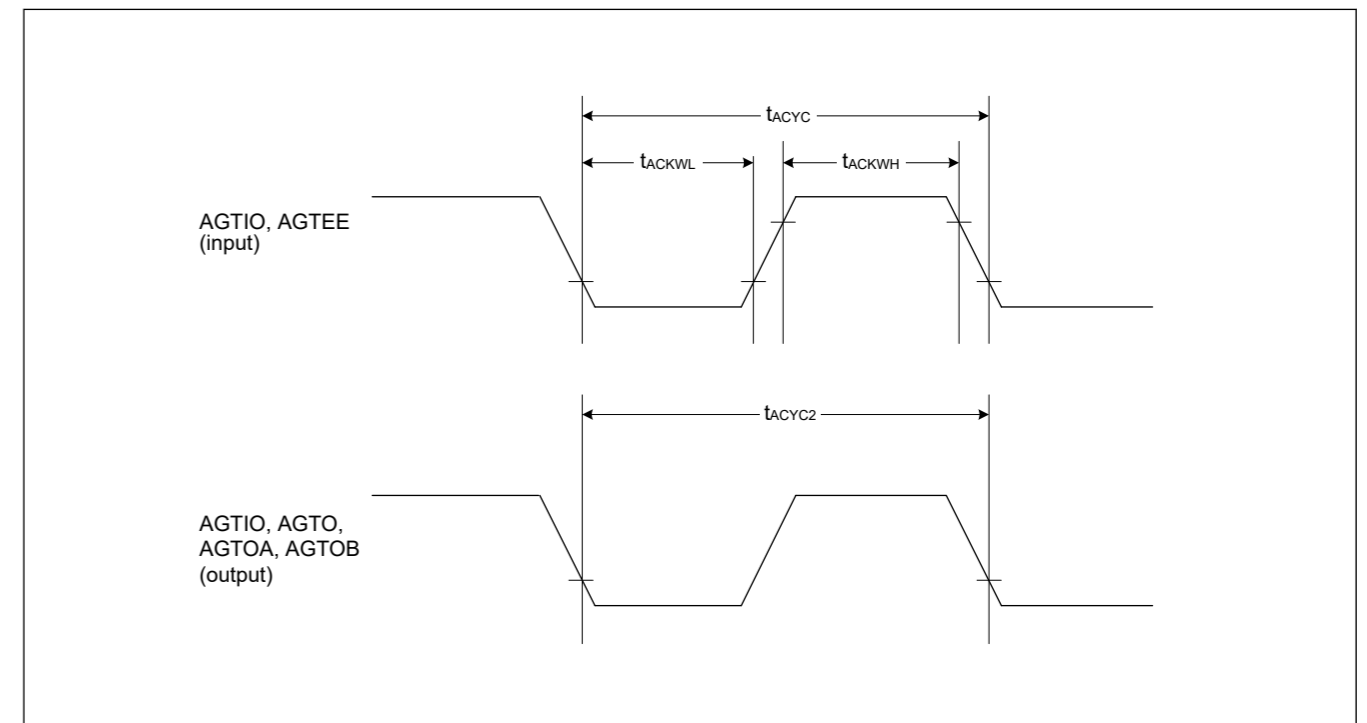 tACYC
tACKWL
tACKWH
AGTIO, AGTEE
(input)
tACYC2
AGTIO, AGTO,
AGTOA, AGTOB
(output)